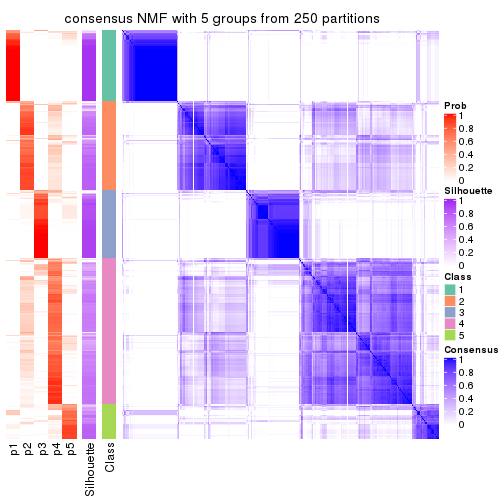 consensus NMF with 5 groups from 250 partitions
Prob
1
0.8
0.6
0.4
0.2
0
Silhouette
1
0.8
0.6
0.4
0.2
0
Class
1
2
3
4
5
Consensus
1
0.8
0.6
0.4
0.2
0
p1
p2
p3
p4
p5
Silhouette
Class